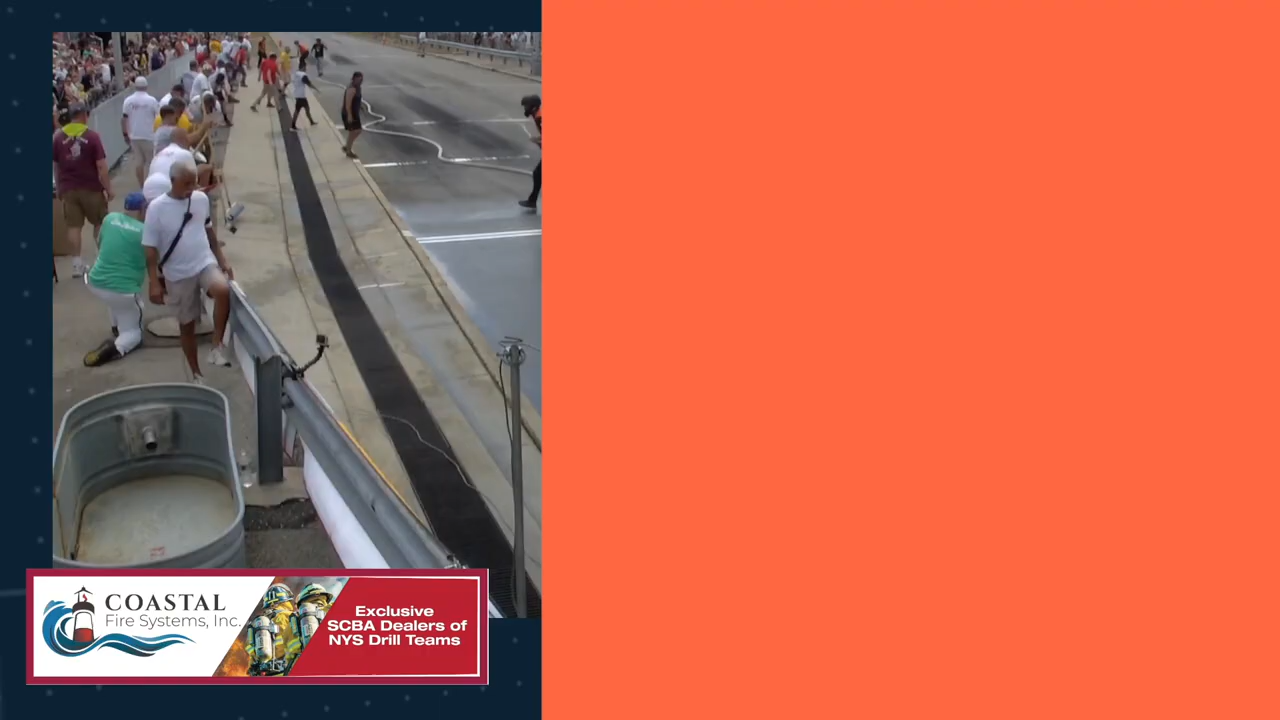 COASTAL
Fire Systems, Inc.
Exclusive
SCBA Dealers of
NYS Drill Teams